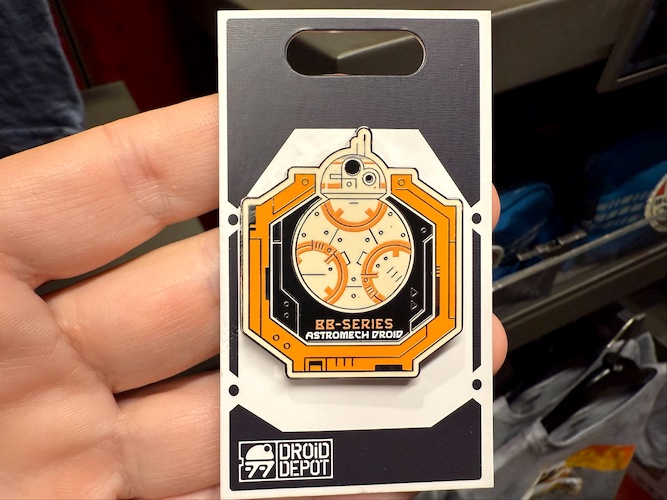 BB-SERIES
ASTROMECH DROID
DROID
DEPOT